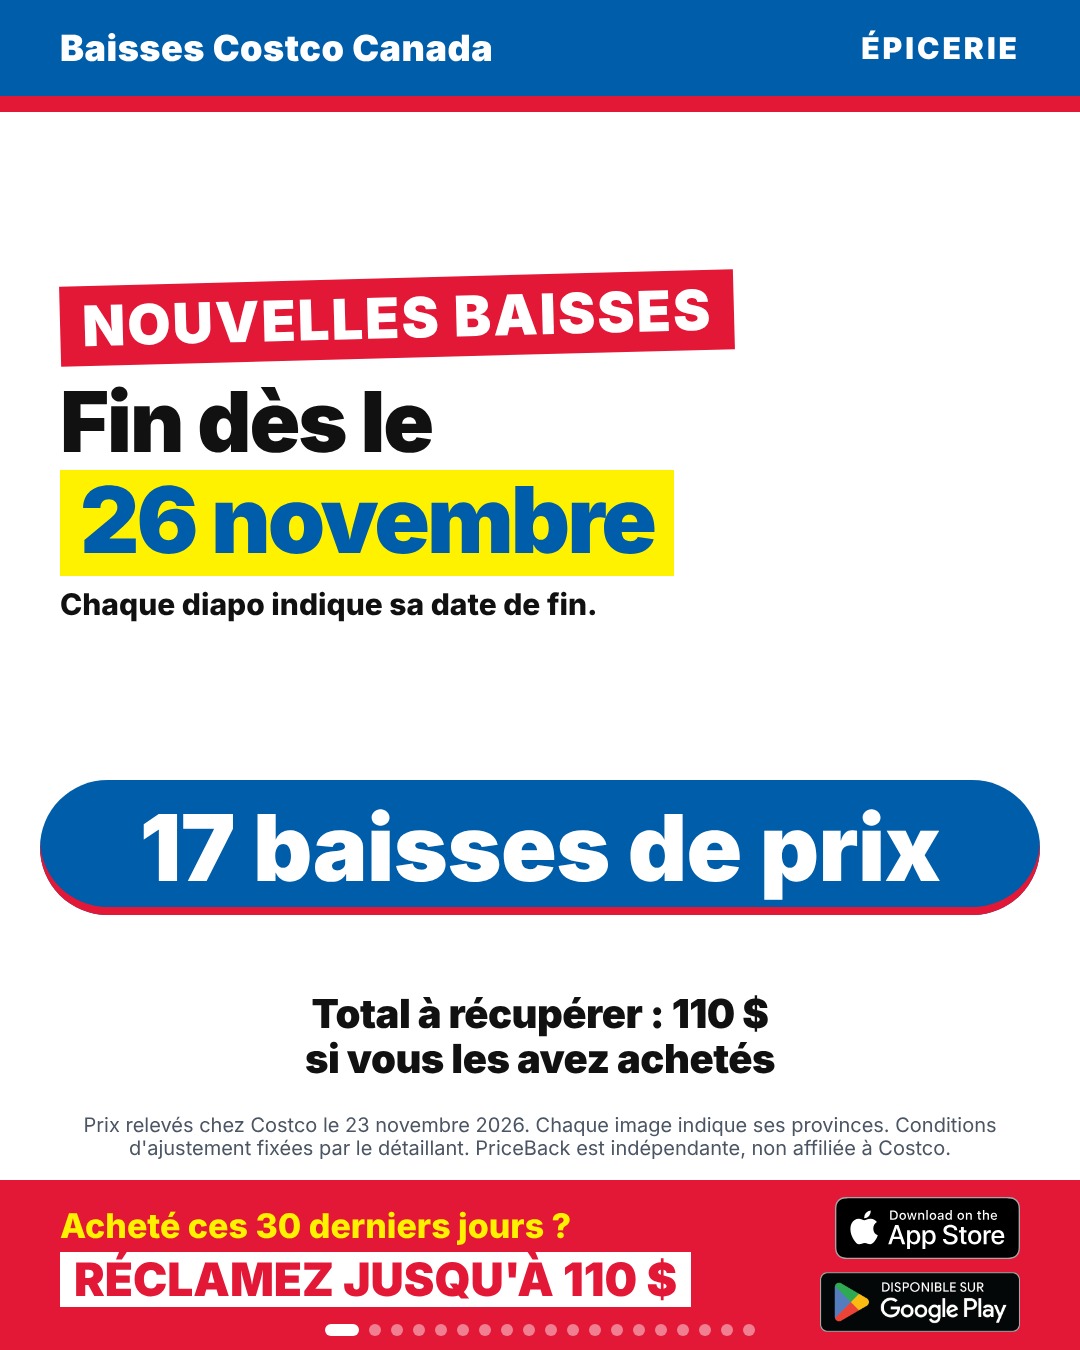 Baisses Costco Canada
ÉPICERIE
NOUVELLES BAISSES
Fin dès le
26 novembre
Chaque diapo indique sa date de fin.
17 baisses de prix
Total à récupérer : 110 $
si vous les avez achetés
Prix relevés chez Costco le 23 novembre 2026. Chaque image indique ses provinces. Conditions
d'ajustement fixées par le détaillant. PriceBack est indépendante, non affiliée à Costco.
Acheté ces 30 derniers jours ?
RÉCLAMEZ JUSQU'À 110 $
Download on the
App Store
DISPONIBLE SUR
Google Play